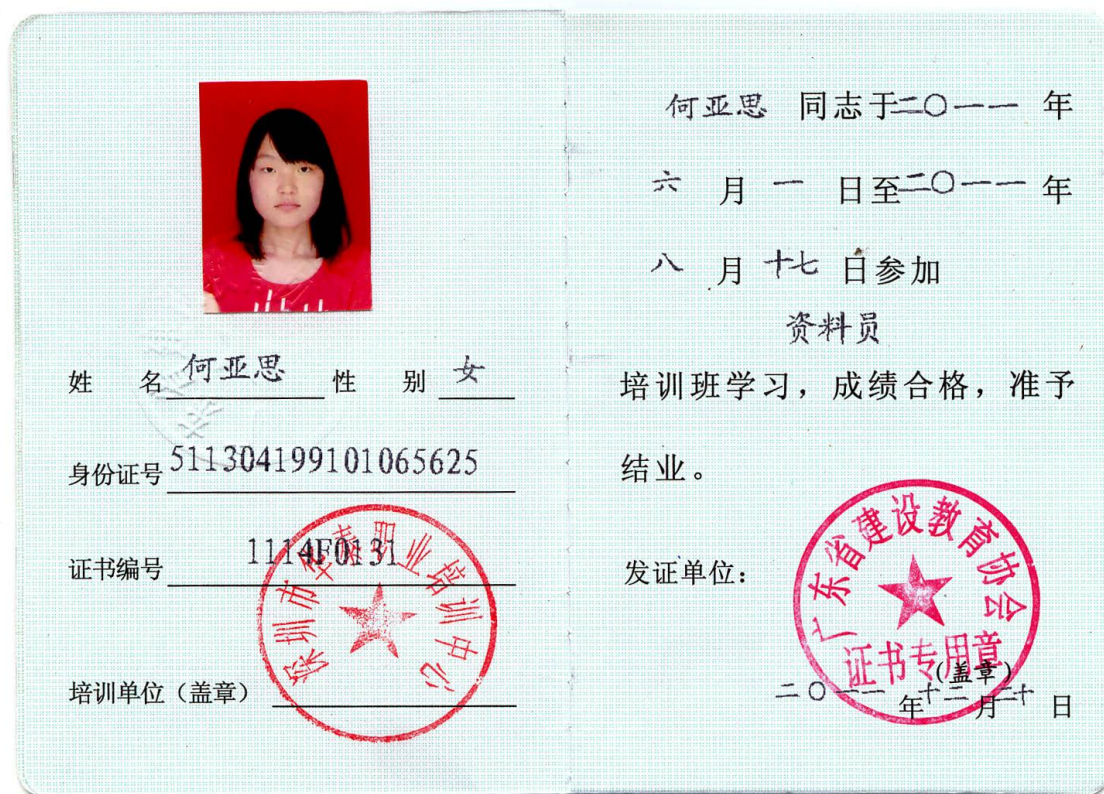 姓 名 何亚思 性 别 女
身份证号 511304199101065625
证书编号 1114F0131
深圳市华泰职业培训中心
培训单位（盖章）
何亚思 同志于二〇一一 年
六 月 一 日至二〇一一 年
八 月 十七 日参加
资料员
培训班学习，成绩合格，准予
结业。
发证单位：
广东省建设教育协会
证书专用章
（盖章）
二〇一一 年 十二 月 二十 日